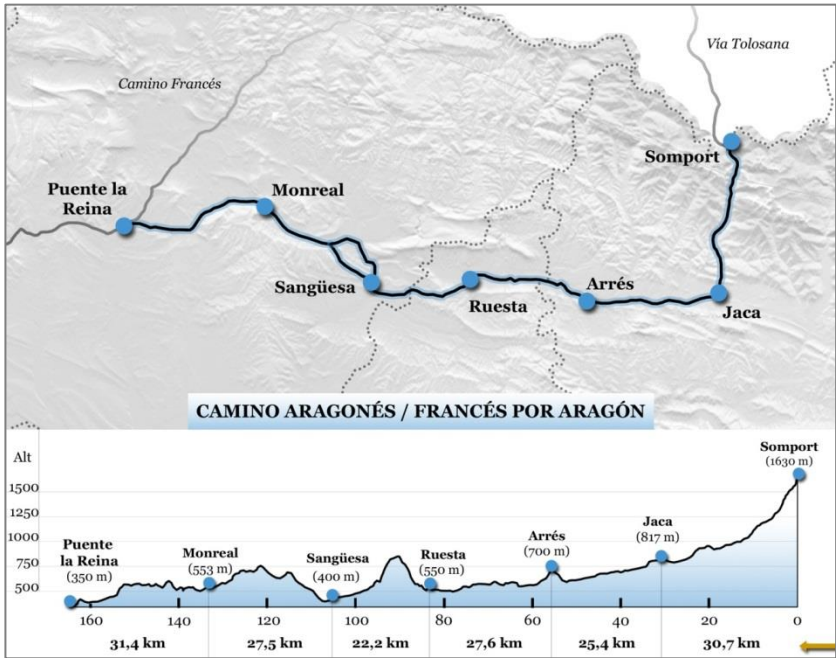 Vía Tolosana
Camino Francés
Somport
Puente la
Reina
Monreal
Sangüesa
Ruesta
Arrés
Jaca
CAMINO ARAGONÉS / FRANCÉS POR ARAGÓN
Alt
1500
1250
1000
750
500
Puente
la Reina
(350 m)
Monreal
(553 m)
Sangüesa
(400 m)
Ruesta
(550 m)
Arrés
(700 m)
Jaca
(817 m)
Somport
(1630 m)
160 140 120 100 80 60 40 20 0
31,4 km 27,5 km 22,2 km 27,6 km 25,4 km 30,7 km